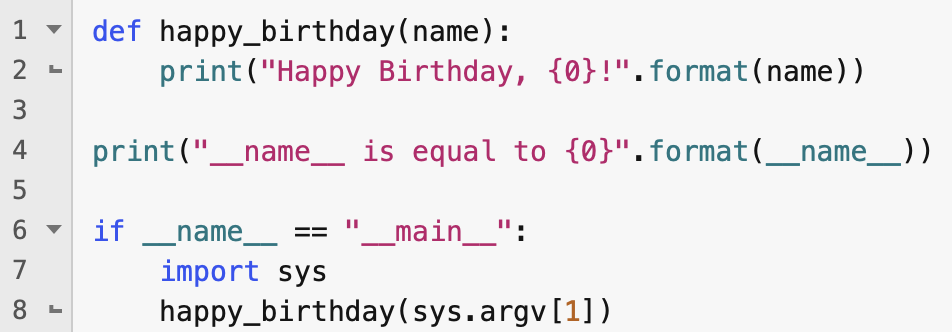 1 def happy_birthday(name):
2     print("Happy Birthday, {0}!".format(name))
3
4 print("__name__ is equal to {0}".format(__name__))
5
6 if __name__ == "__main__":
7     import sys
8     happy_birthday(sys.argv[1])